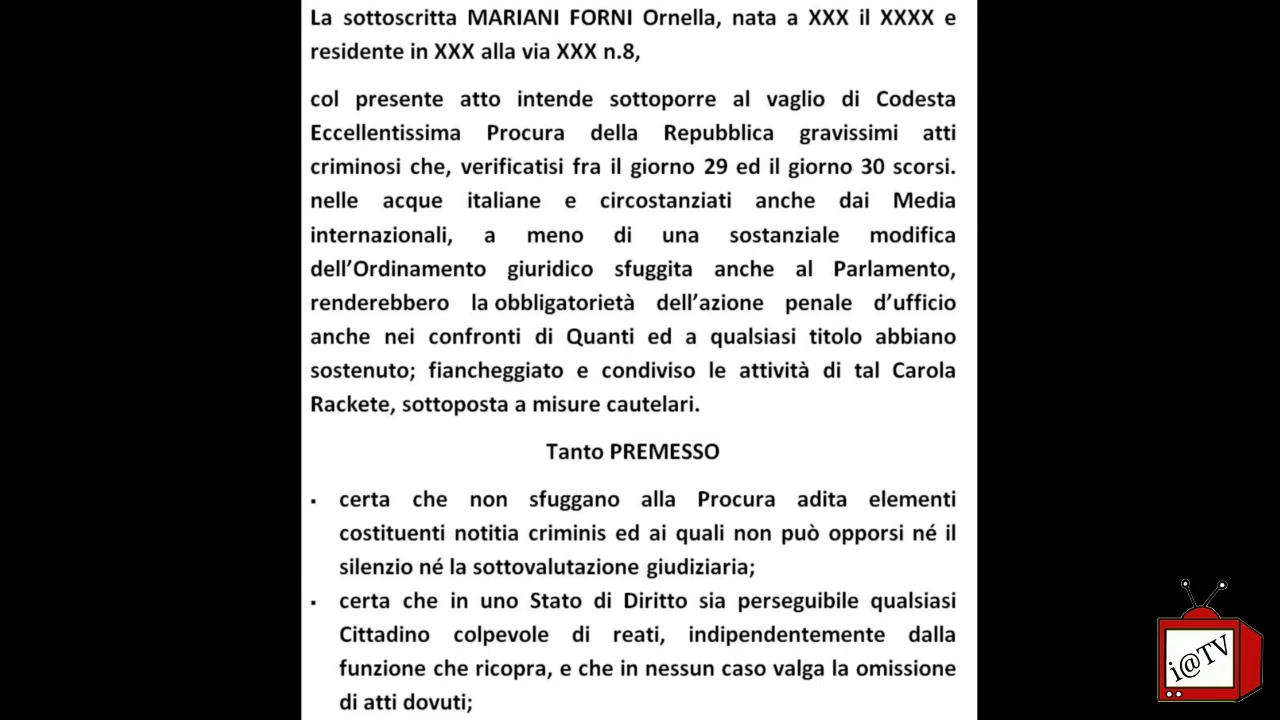 La sottoscritta MARIANI FORNI Ornella, nata a XXX il XXXX e
residente in XXX alla via XXX n.8,
col presente atto intende sottoporre al vaglio di Codesta
Eccellentissima Procura della Repubblica gravissimi atti
criminosi che, verificatisi fra il giorno 29 ed il giorno 30 scorsi.
nelle acque italiane e circostanziati anche dai Media
internazionali, a meno di una sostanziale modifica
dell’Ordinamento giuridico sfuggita anche al Parlamento,
renderebbero la obbligatorietà dell’azione penale d’ufficio
anche nei confronti di Quanti ed a qualsiasi titolo abbiano
sostenuto; fiancheggiato e condiviso le attività di tal Carola
Rackete, sottoposta a misure cautelari.
Tanto PREMESSO
▪ certa che non sfuggano alla Procura adita elementi
costituenti notitia criminis ed ai quali non può opporsi né il
silenzio né la sottovalutazione giudiziaria;
▪ certa che in uno Stato di Diritto sia perseguibile qualsiasi
Cittadino colpevole di reati, indipendentemente dalla
funzione che ricopra, e che in nessun caso valga la omissione
di atti dovuti;
i@TV